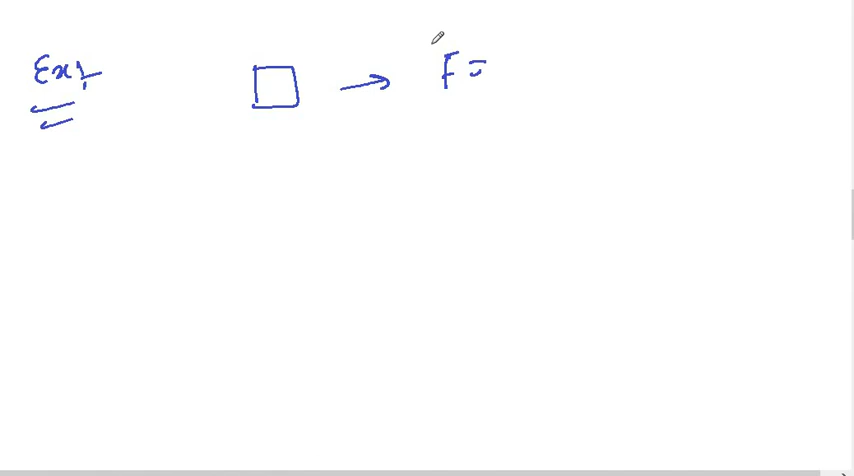 Ex
F =